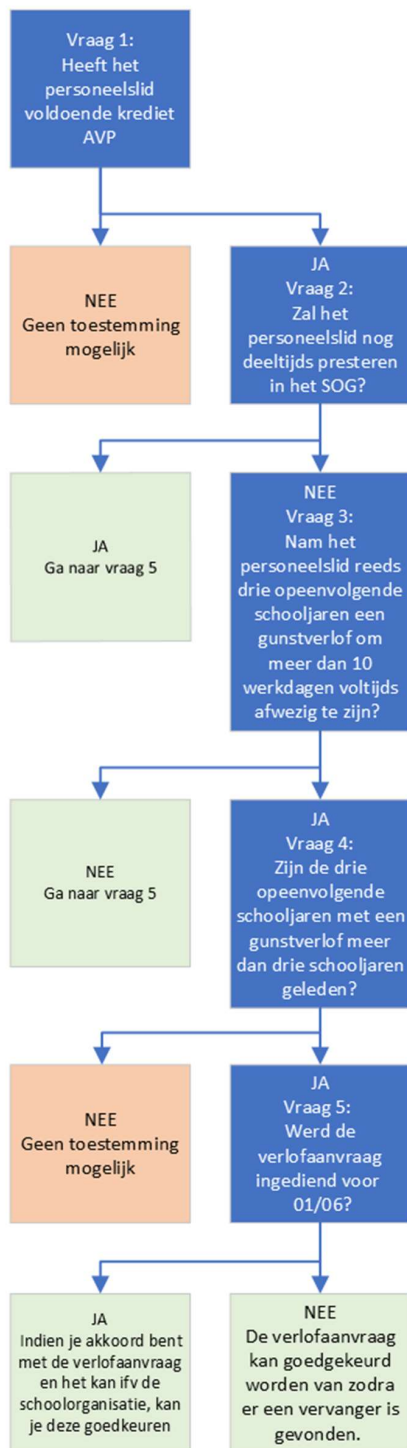 Vraag 1:
Heeft het
personeelslid
voldoende krediet
AVP
NEE
Geen toestemming
mogelijk
JA
Vraag 2:
Zal het
personeelslid nog
deeltijds presteren
in het SOG?
JA
Ga naar vraag 5
NEE
Vraag 3:
Nam het
personeelslid reeds
drie opeenvolgende
schooljaren een
gunstverlof om
meer dan 10
werkdagen voltijds
afwezig te zijn?
NEE
Ga naar vraag 5
JA
Vraag 4:
Zijn de drie
opeenvolgende
schooljaren met een
gunstverlof meer
dan drie schooljaren
geleden?
NEE
Geen toestemming
mogelijk
JA
Vraag 5:
Werd de
verlofaanvraag
ingediend voor
01/06?
JA
Indien je akkoord bent
met de verlofaanvraag
en het kan ifv de
schoolorganisatie, kan
je deze goedkeuren
NEE
De verlofaanvraag
kan goedgekeurd
worden van zodra
er een vervanger is
gevonden.